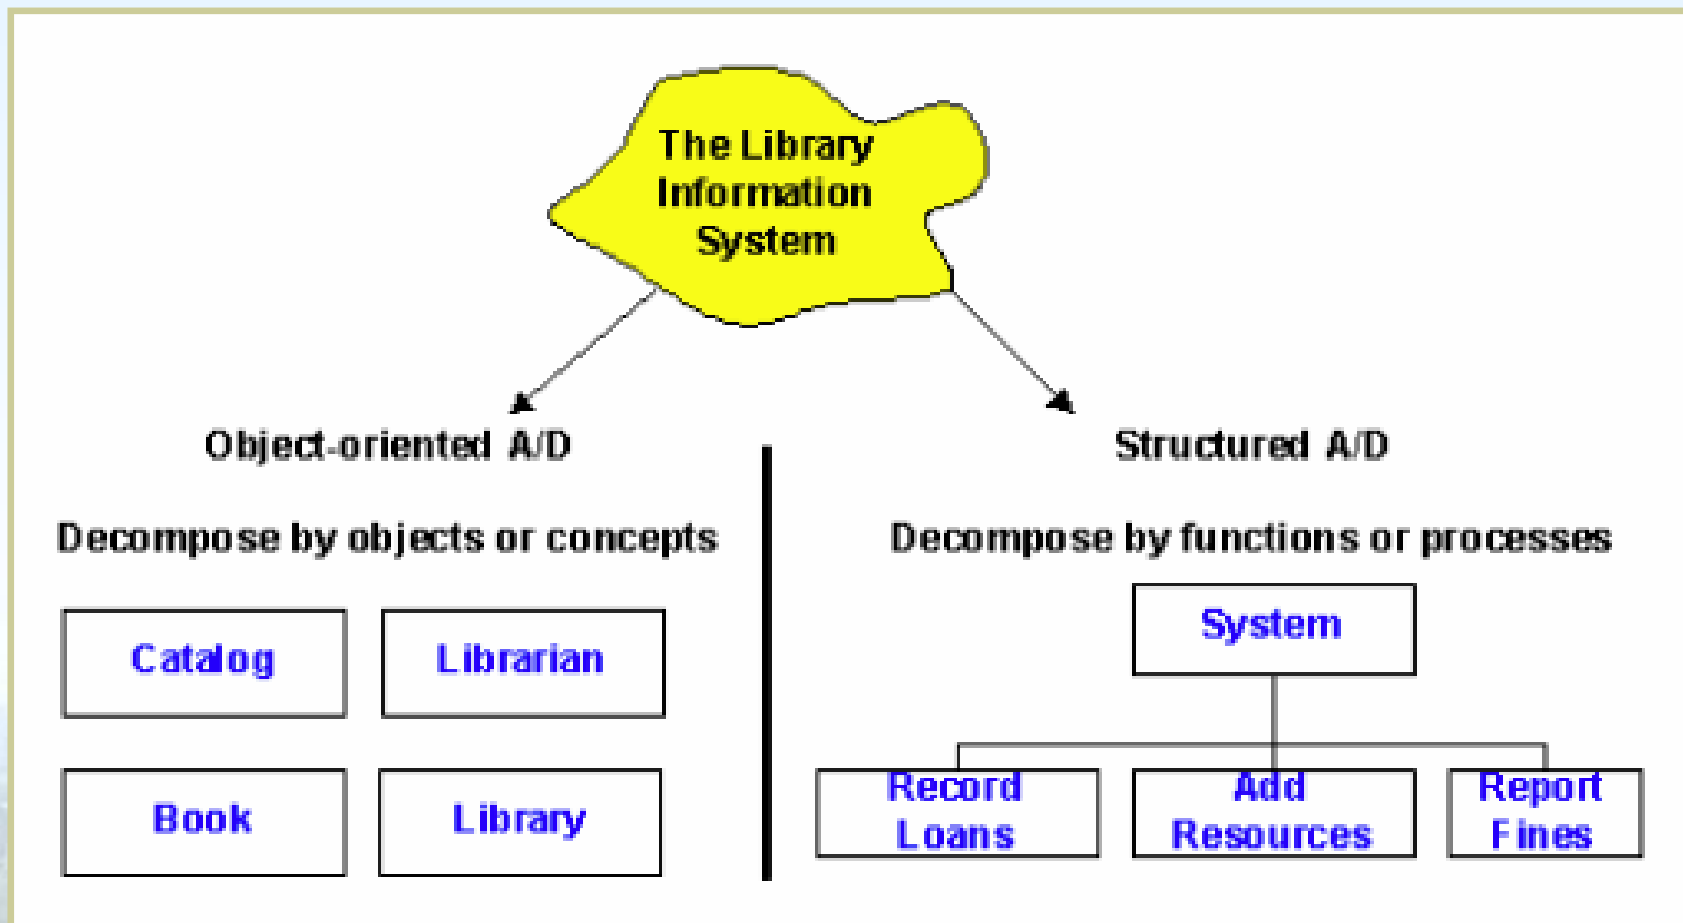 The Library
Information
System
Object-oriented A/D
Structured A/D
Decompose by objects or concepts
Decompose by functions or processes
Catalog
Librarian
Book
Library
System
Record
Loans
Add
Resources
Report
Fines